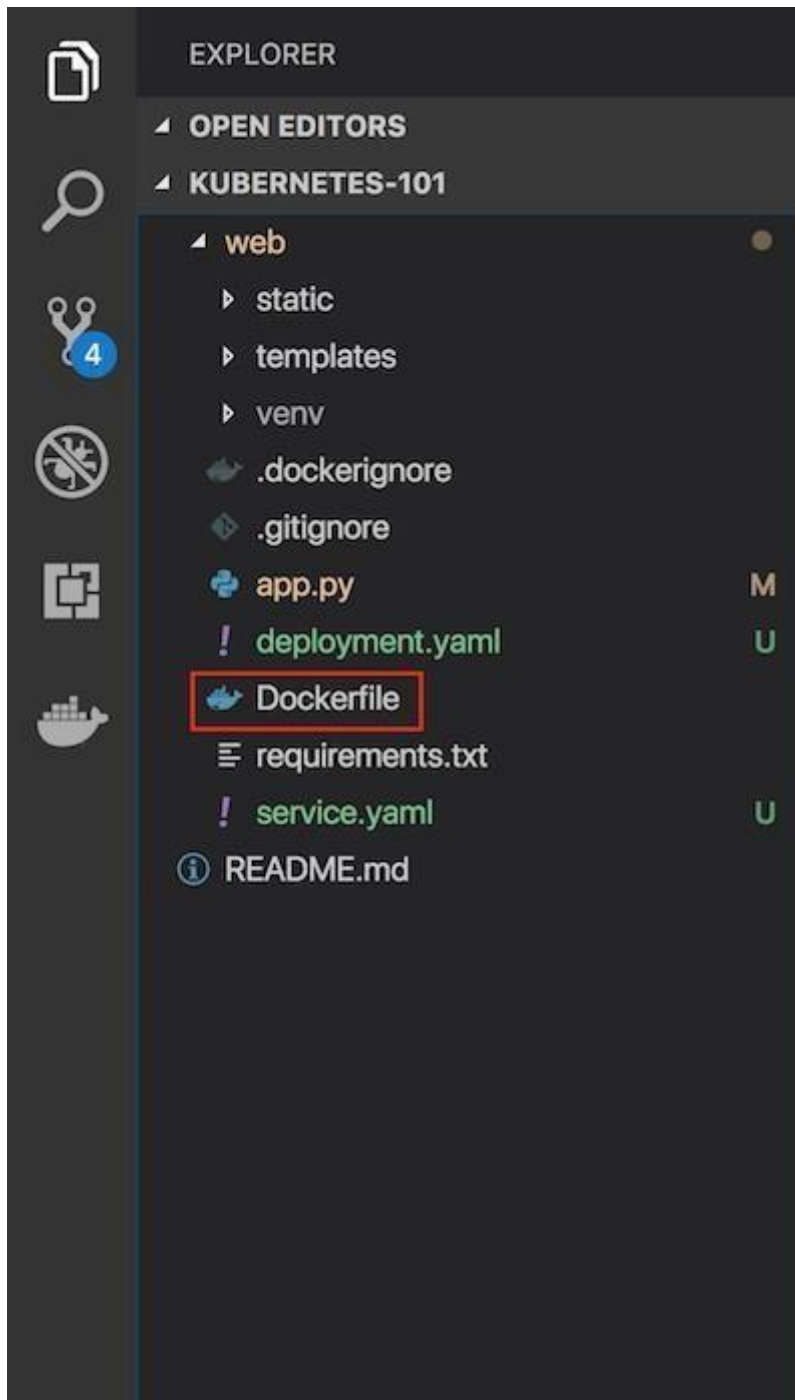 EXPLORER
OPEN EDITORS
KUBERNETES-101
web
static
templates
4
venv
.dockerignore
.gitignore
app.py M
deployment.yaml U
Dockerfile
requirements.txt
service.yaml U
README.md